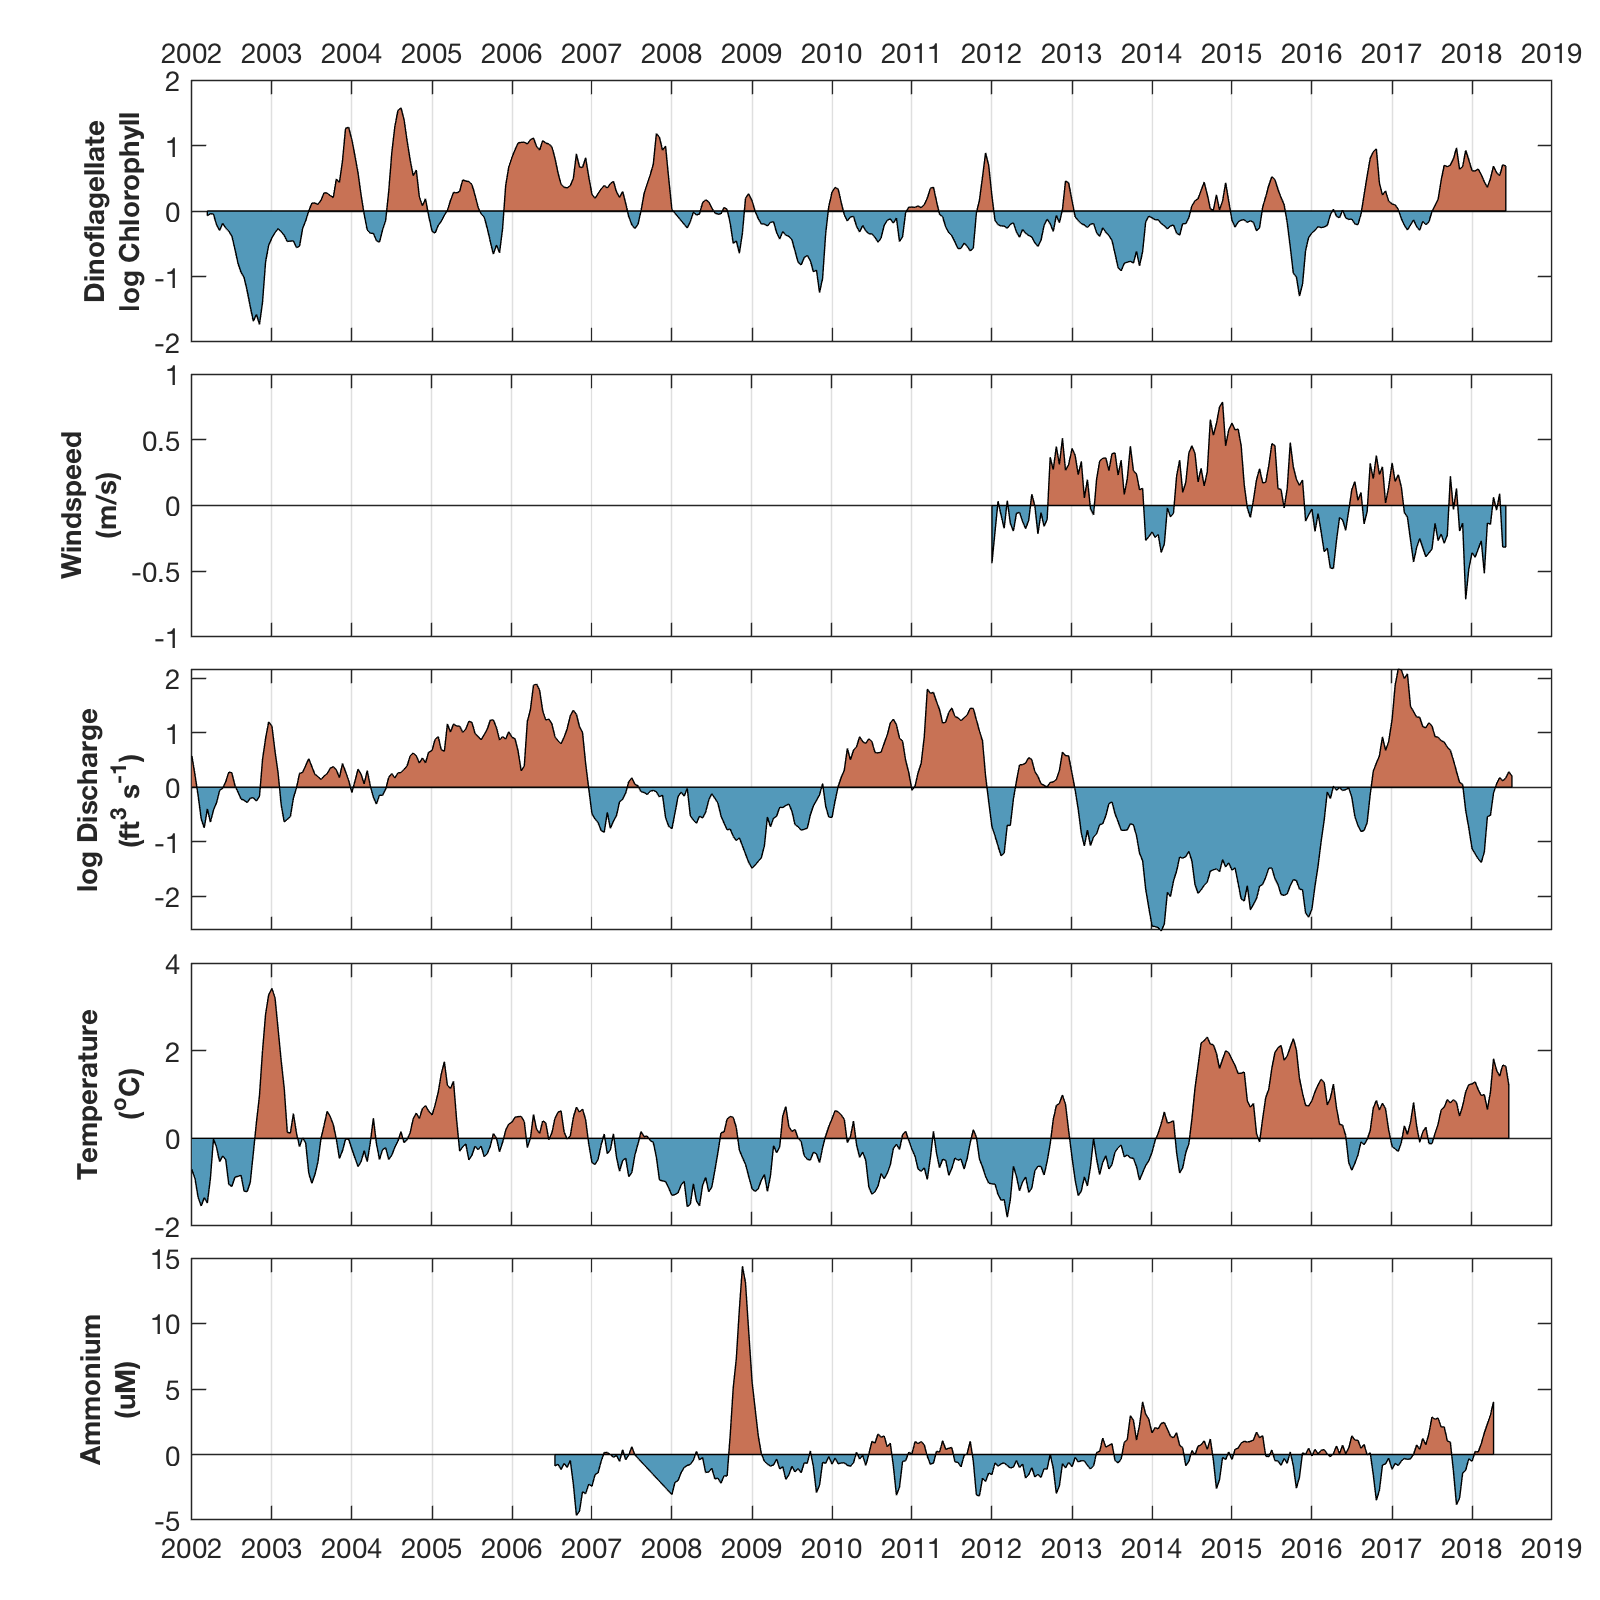 2002 2003 2004 2005 2006 2007 2008 2009 2010 2011 2012 2013 2014 2015 2016 2017 2018 2019
Dinoflagellate
log Chlorophyll
2
1
0
-1
-2
Windspeed
(m/s)
1
0.5
0
-0.5
-1
log Discharge
(ft³ s⁻¹)
2
1
0
-1
-2
Temperature
(°C)
4
2
0
-2
Ammonium
(uM)
15
10
5
0
-5
2002 2003 2004 2005 2006 2007 2008 2009 2010 2011 2012 2013 2014 2015 2016 2017 2018 2019